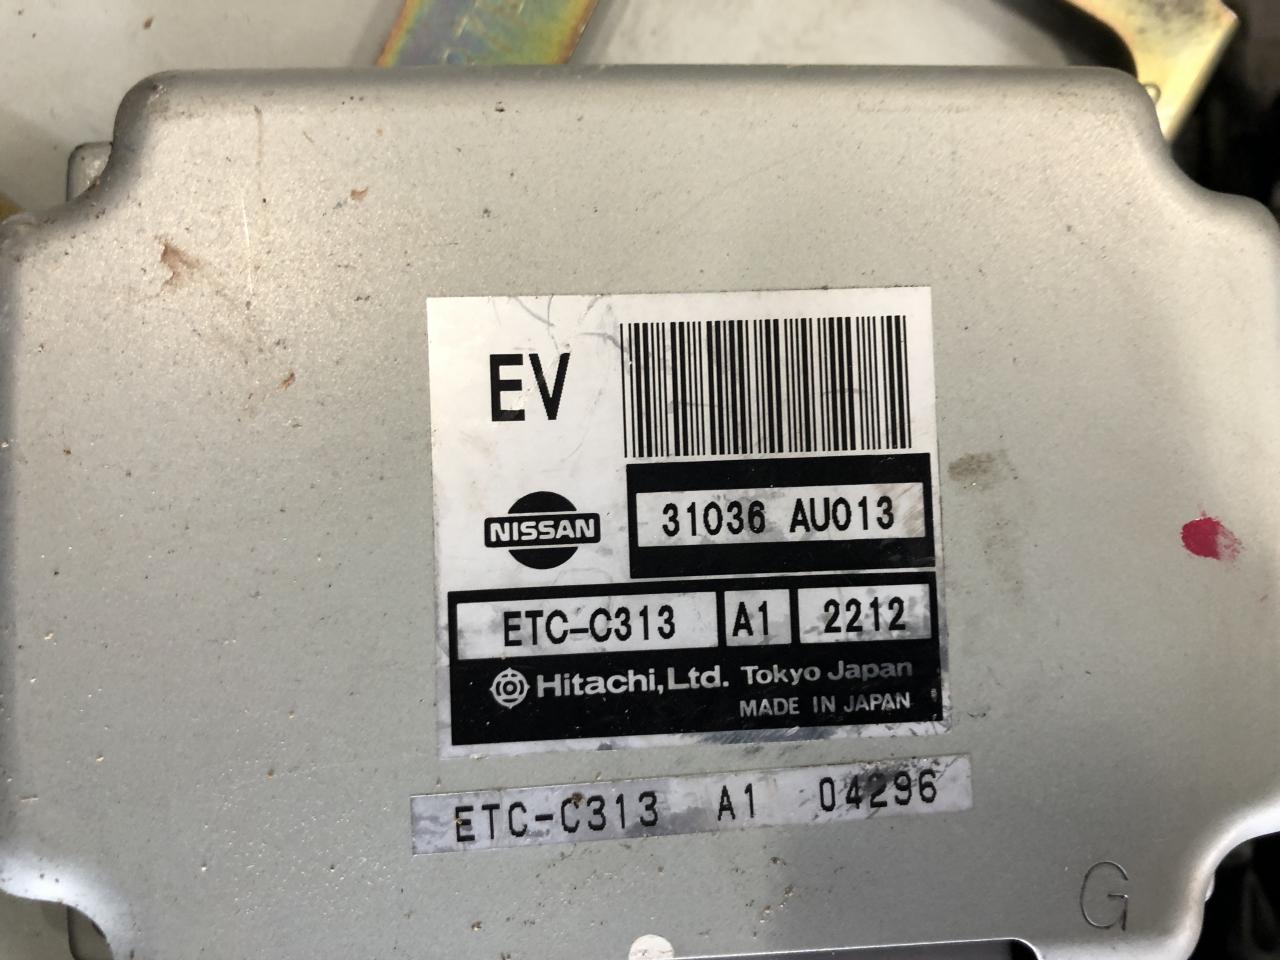 EV
NISSAN
31036 AU013
ETC-C313 A1 2212
Hitachi, Ltd. Tokyo Japan
MADE IN JAPAN
ETC-C313 A1 04296
G